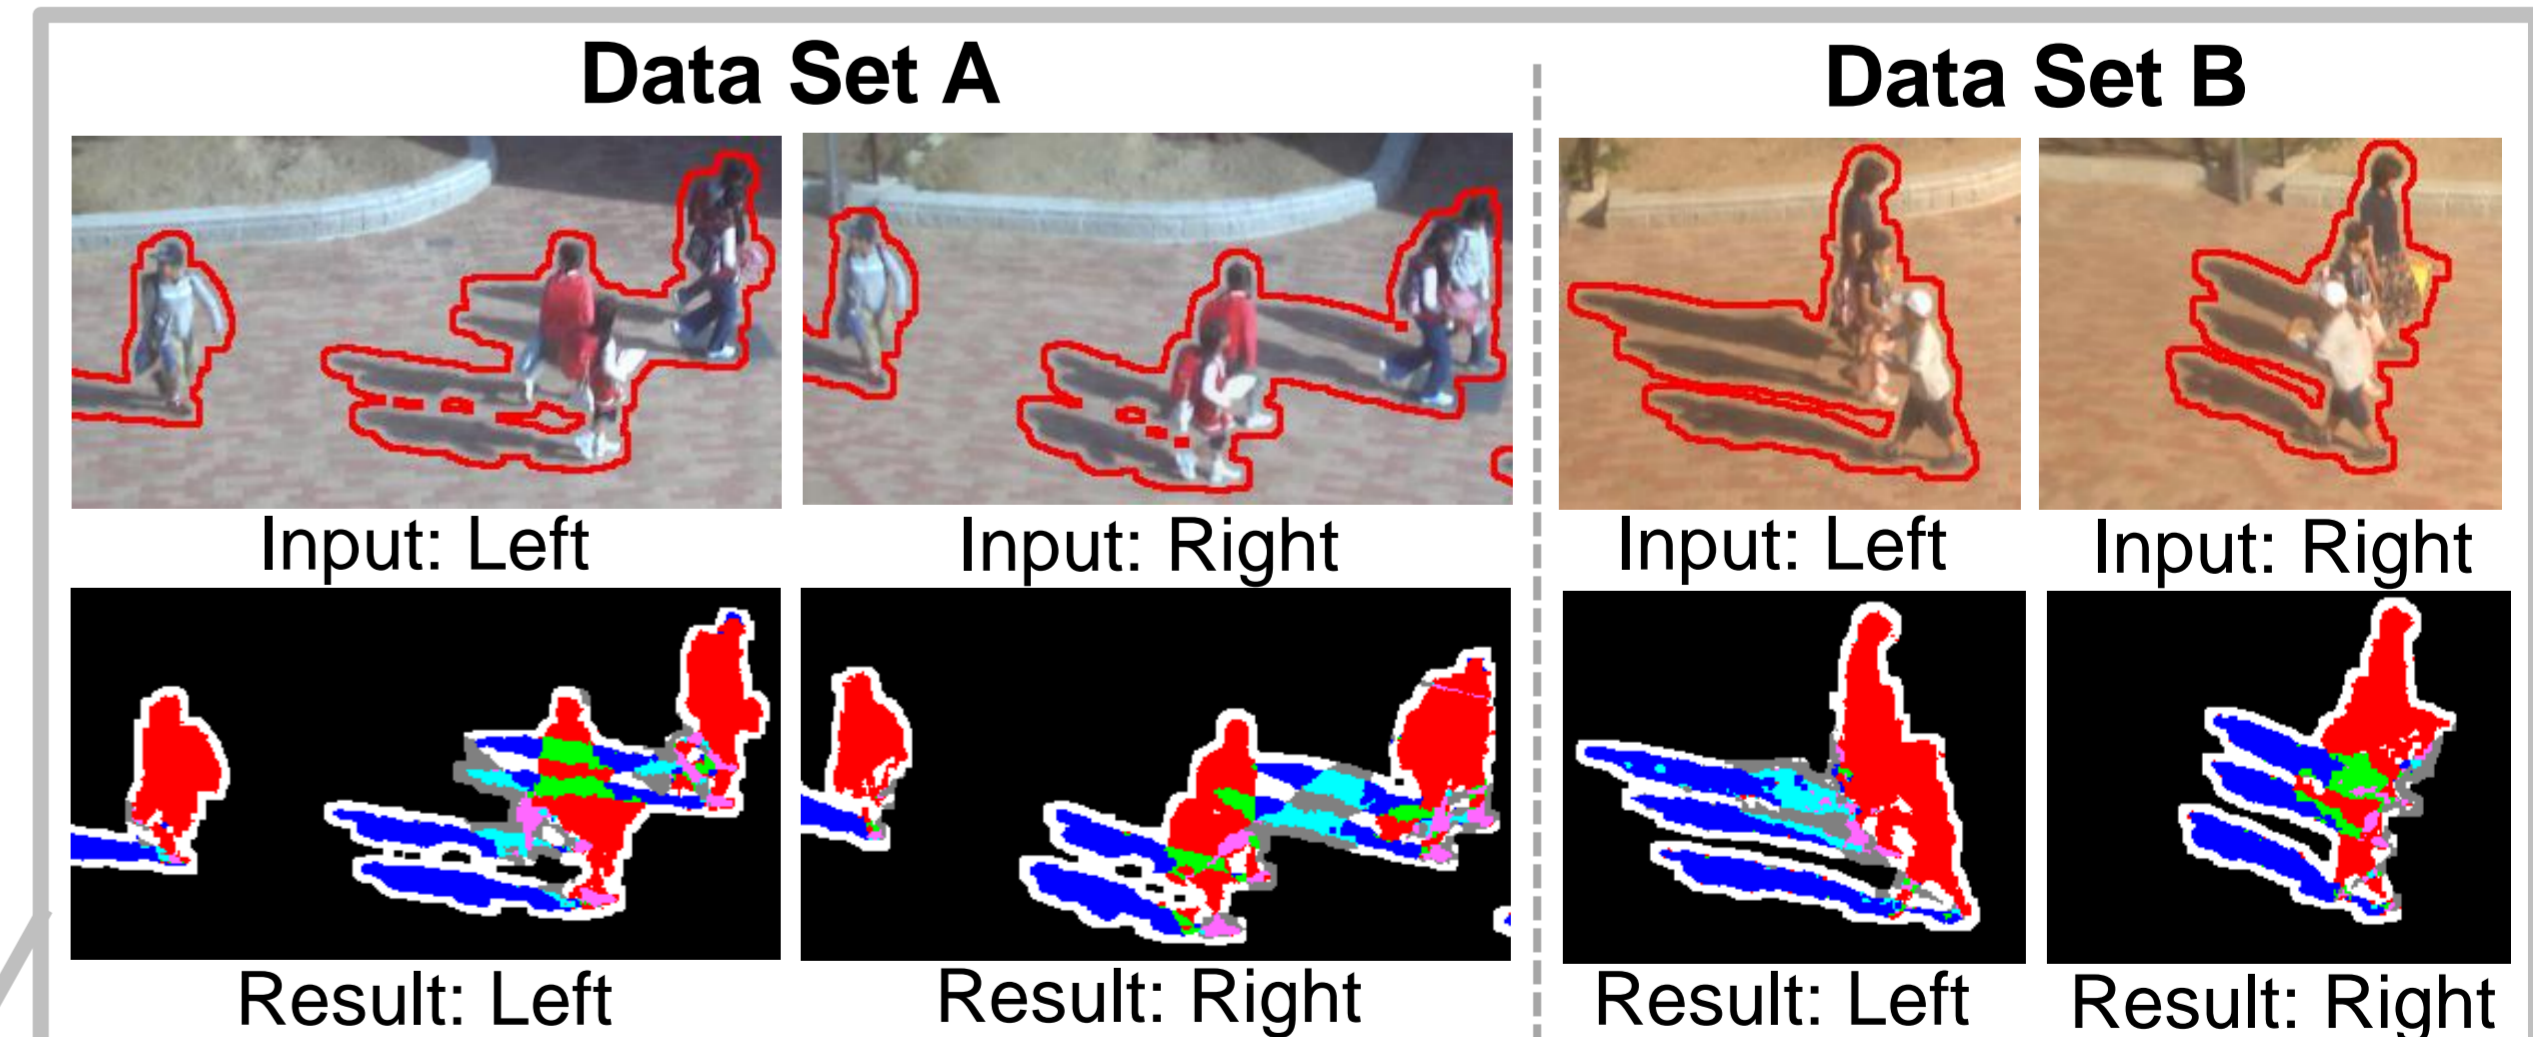 Data Set A
Data Set B
Input: Left
Input: Right
Input: Left
Input: Right
Result: Left
Result: Right
Result: Left
Result: Right